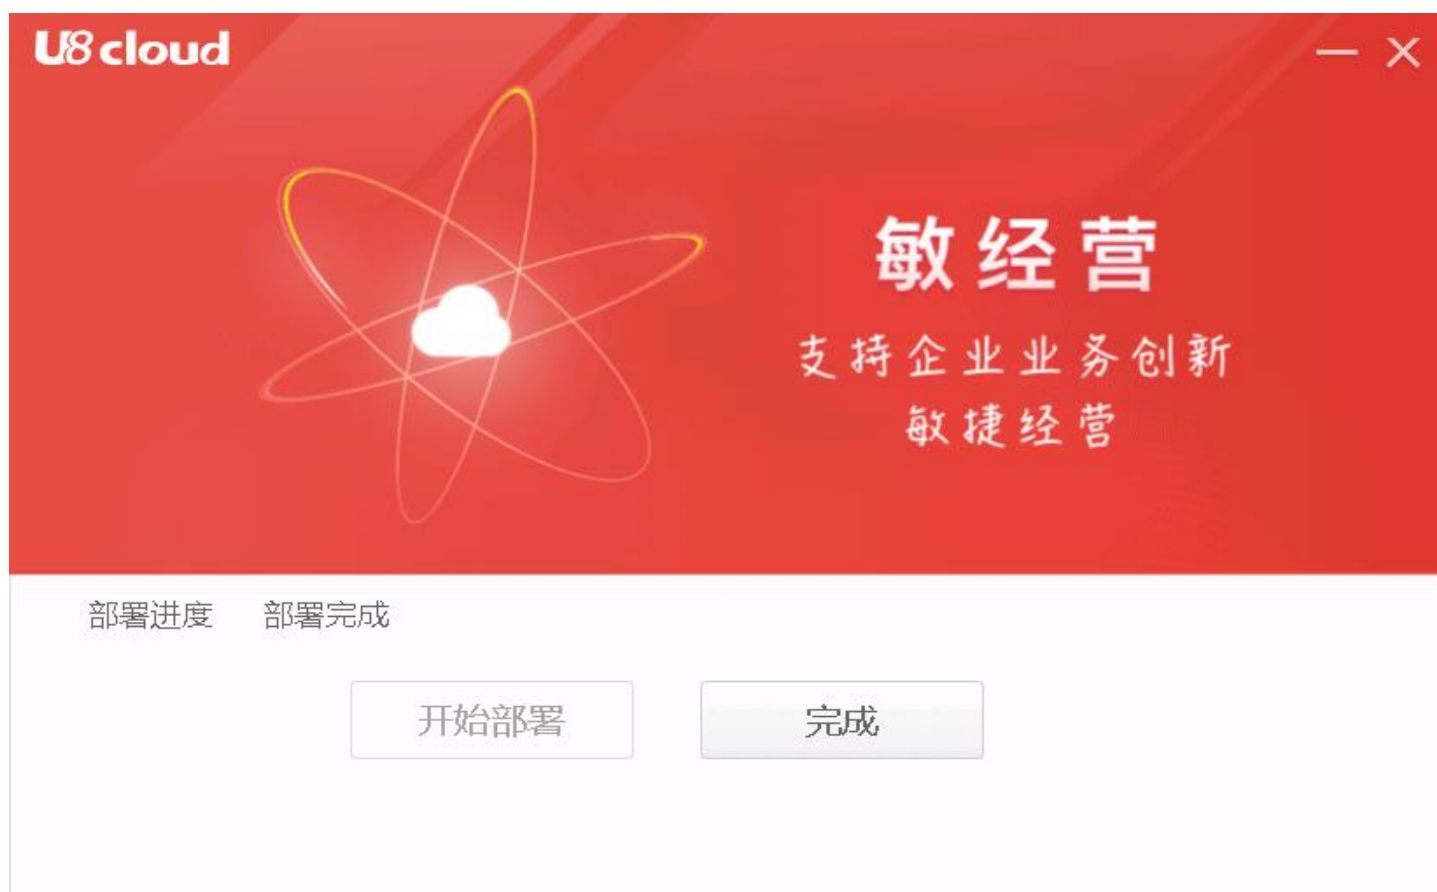 U8 cloud
敏经营
支持企业业务创新
敏捷经营
部署进度 部署完成
开始部署 完成